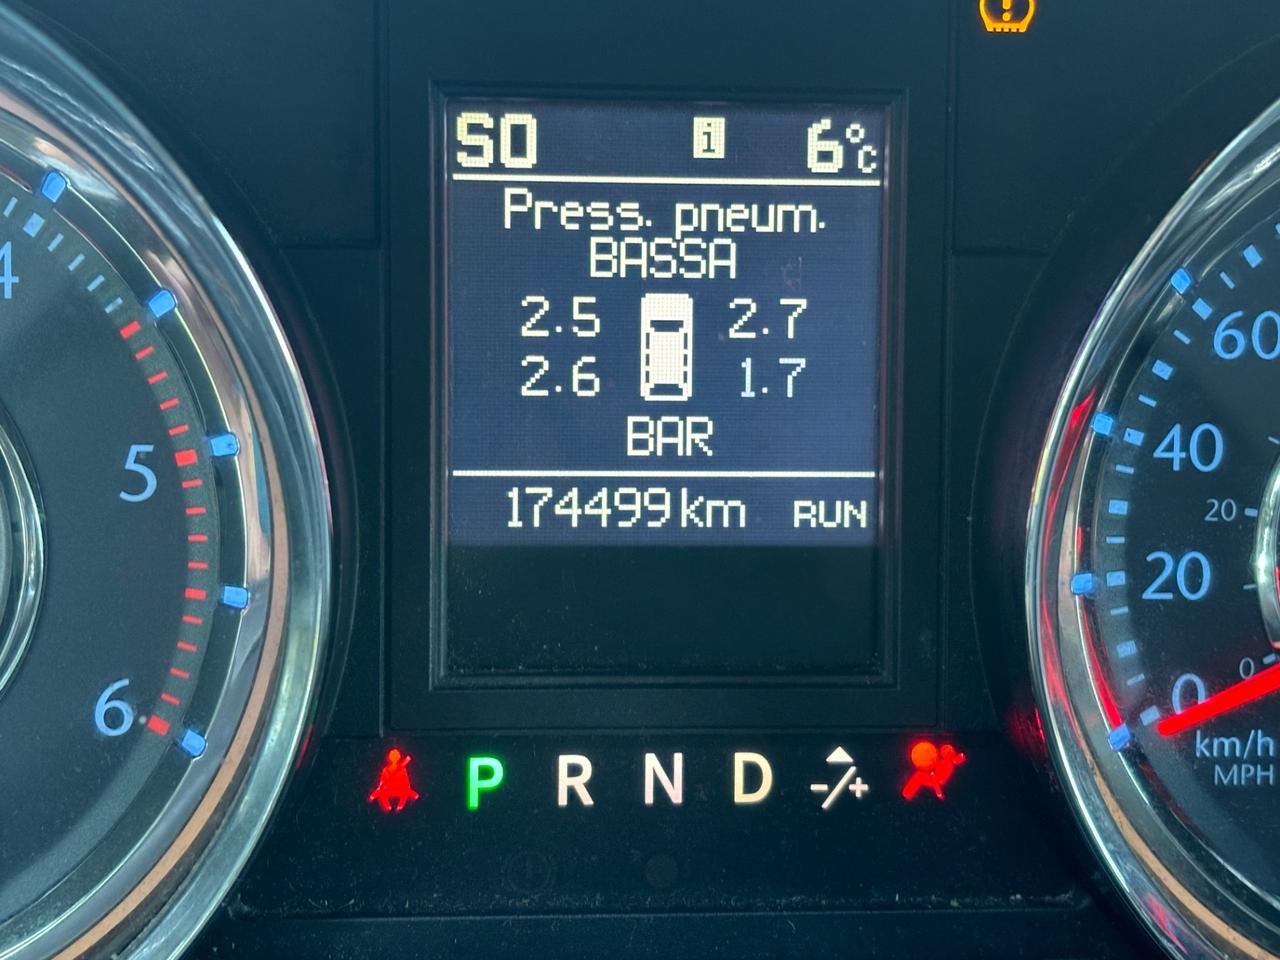 SO i 6°C
Press. pneum.
BASSA
2.5 2.7
2.6 1.7
BAR
174499 km RUN
4
5
6
60
40
20
20
0
0
km/h
MPH
P R N D -/+